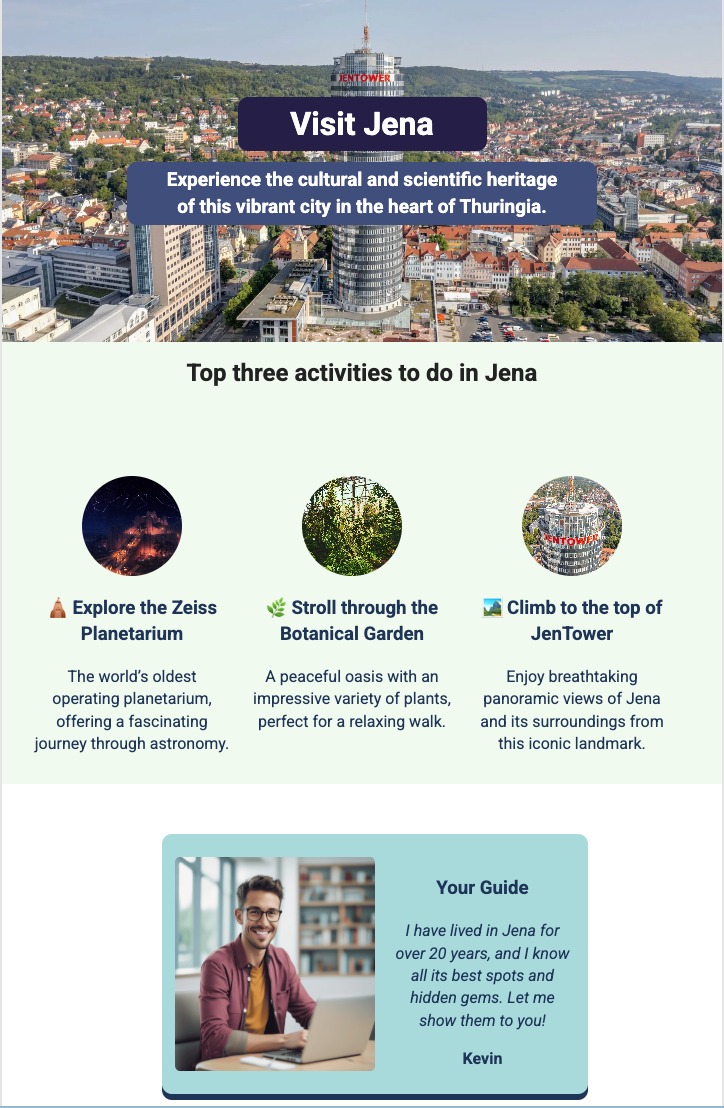 JENTOWER
Visit Jena
Experience the cultural and scientific heritage
of this vibrant city in the heart of Thuringia.
Top three activities to do in Jena
JENTOWER
Explore the Zeiss
Planetarium
Stroll through the
Botanical Garden
Climb to the top of
JenTower
The world’s oldest
operating planetarium,
offering a fascinating
journey through astronomy.
A peaceful oasis with an
impressive variety of plants,
perfect for a relaxing walk.
Enjoy breathtaking
panoramic views of Jena
and its surroundings from
this iconic landmark.
Your Guide
I have lived in Jena for
over 20 years, and I know
all its best spots and
hidden gems. Let me
show them to you!
Kevin